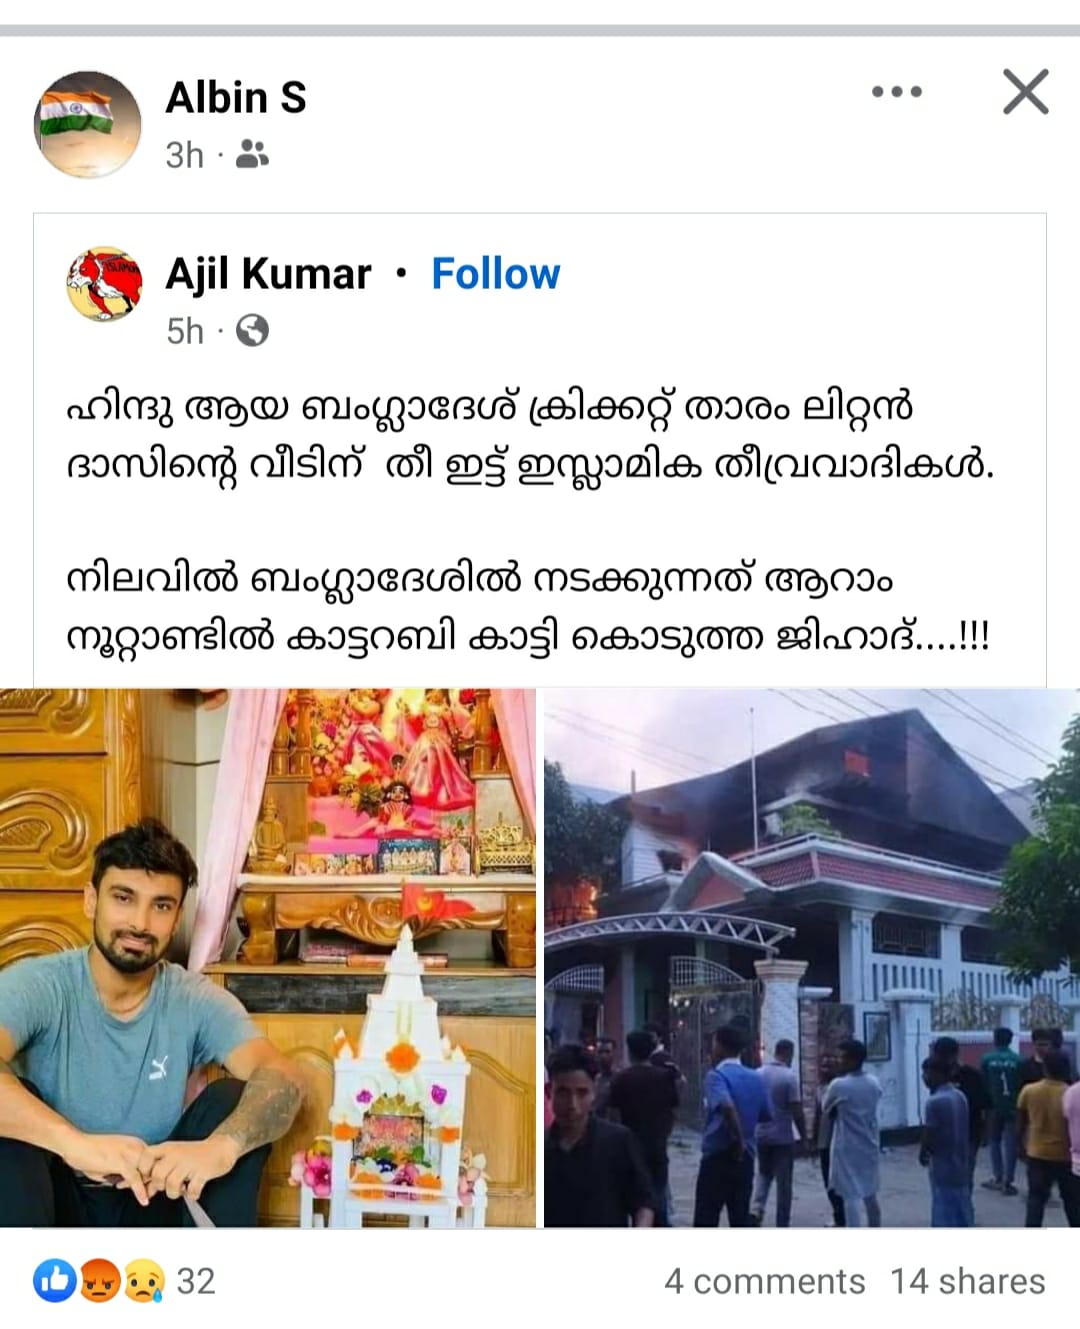 Albin S
3h ·
Ajil Kumar • Follow
5h ·
ഹിന്ദു ആയ ബംഗ്ലാദേശ് ക്രിക്കറ്റ് താരം ലിറ്റൻ
ദാസിന്റെ വീടിന് തീ ഇട്ട് ഇസ്ലാമിക തീവ്രവാദികൾ.
നിലവിൽ ബംഗ്ലാദേശിൽ നടക്കുന്നത് ആറാം
നൂറ്റാണ്ടിൽ കാട്ടറബി കാട്ടി കൊടുത്ത ജിഹാദ്....!!!
32
4 comments 14 shares